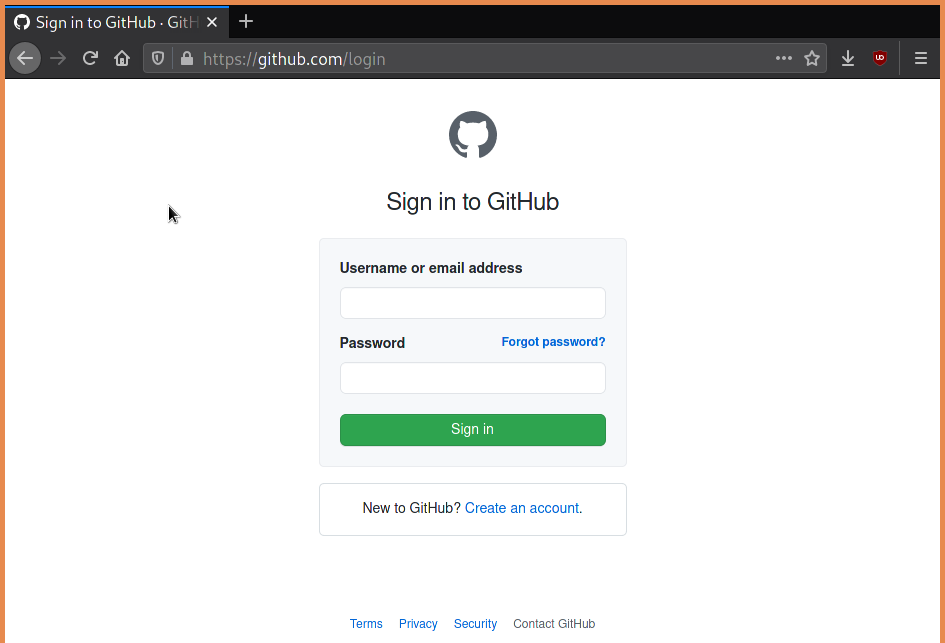 Sign in to GitHub · GitH
https://github.com/login
Sign in to GitHub
Username or email address
Password
Forgot password?
Sign in
New to GitHub? Create an account.
Terms Privacy Security Contact GitHub